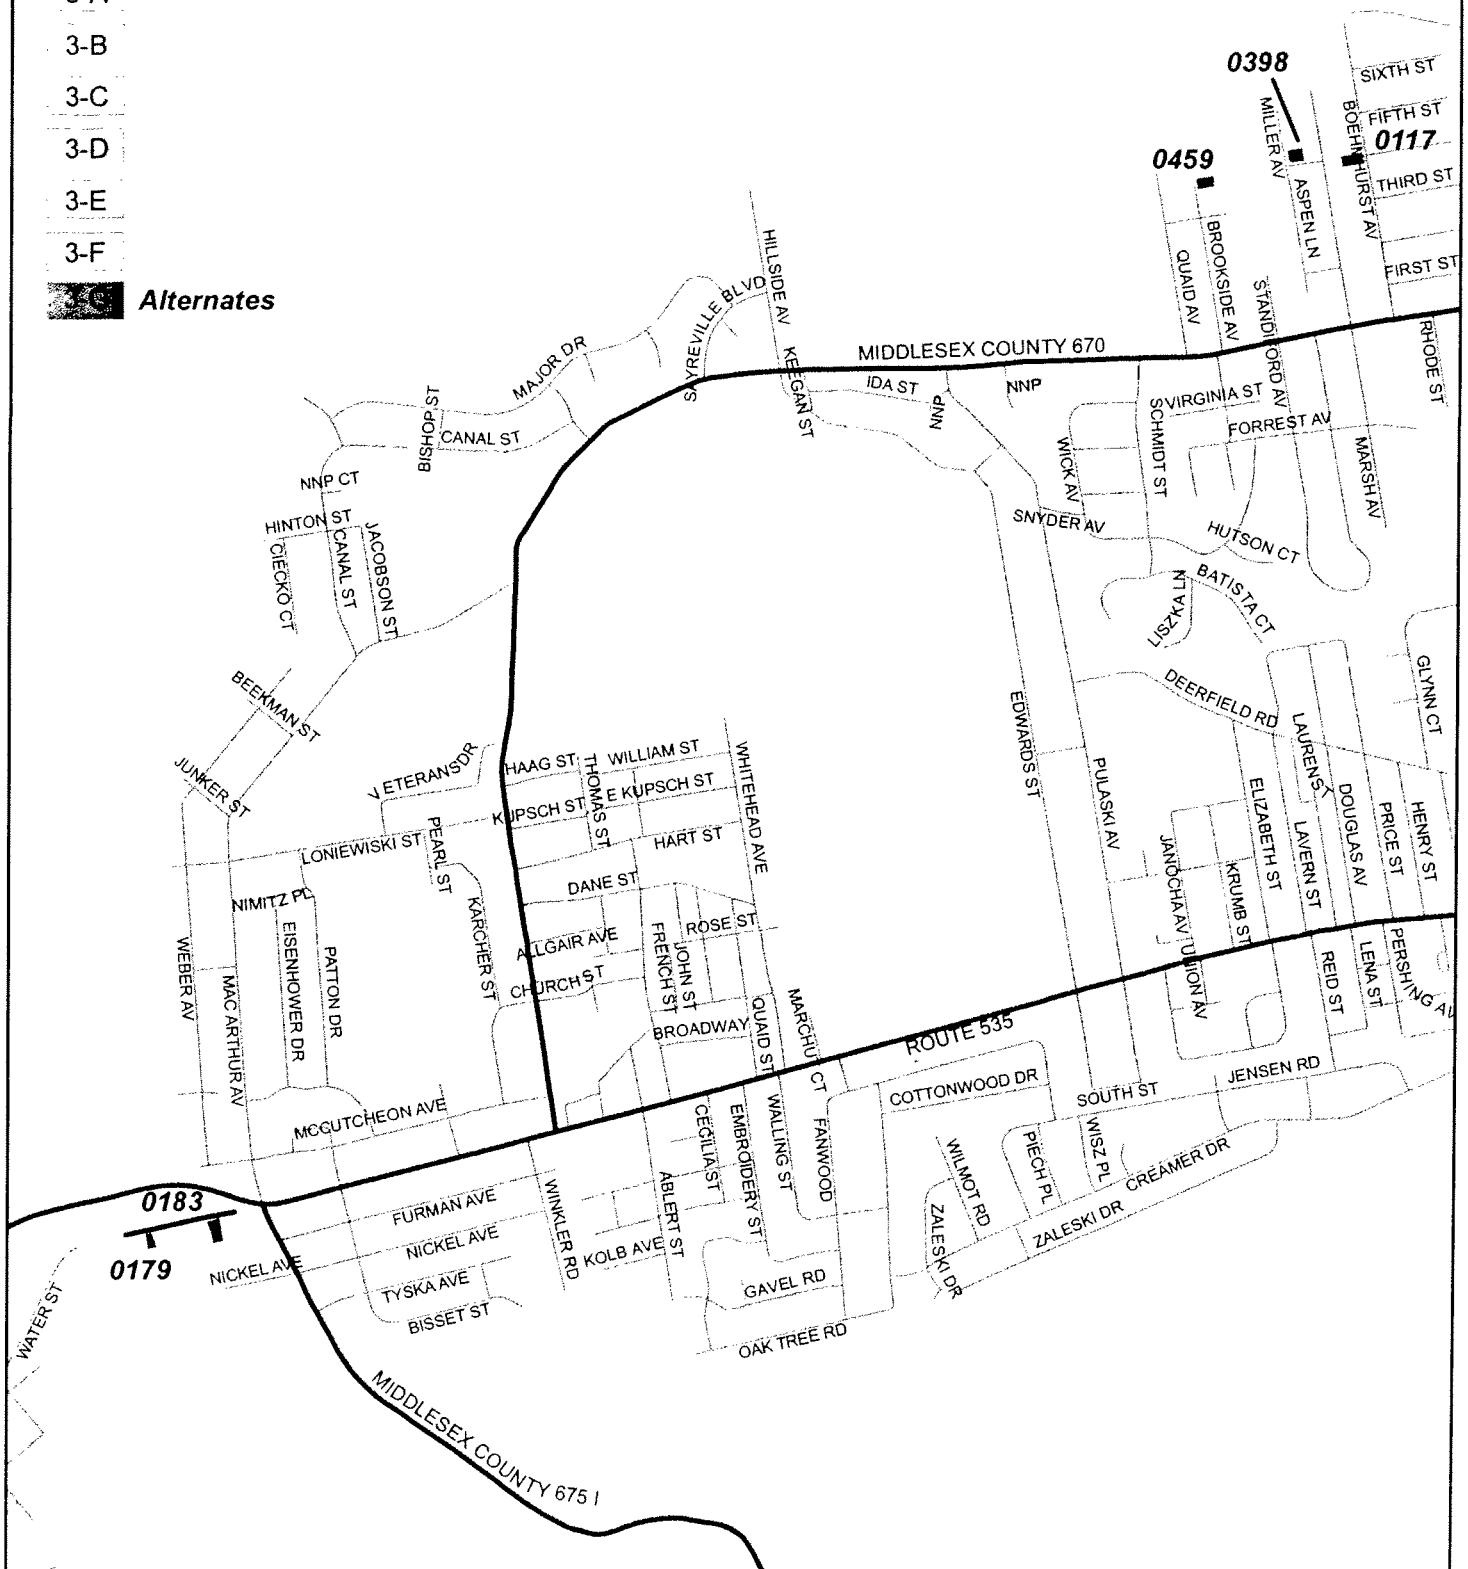 3-B
3-C
3-D
3-E
3-F
3-G Alternates
0398
SIXTH ST
MILLER AV
BOEHMHURST AV
FIFTH ST
0117
0459
ASPEN LN
THIRD ST
HILLSIDE AV
QUAID AV
BROOKSIDE AV
FIRST ST
SAYREVILLE BLVD
STANDIFORD AV
MAJOR DR
MIDDLESEX COUNTY 670
RHODE ST
KEEGAN ST
IDA ST
NNP
NNP
BISHOP ST
SCHMIDT ST
VIRGINIA ST
CANAL ST
FORREST AV
WICK AV
MARSH AV
NNP CT
HINTON ST
SNYDER AV
HUTSON CT
CIECKO CT
CANAL ST
JACOBSON ST
LISZKA LN
BATISTA CT
BEEKMAN ST
DEERFIELD RD
GLYNN CT
EDWARDS ST
LAUREN ST
JUNKER ST
VETERANS DR
HAAG ST
THOMAS ST
WILLIAM ST
WHITEHEAD AVE
KUPSCH ST
E KUPSCH ST
PULASKI AV
ELIZABETH ST
DOUGLAS AV
PRICE ST
HENRY ST
LONIEWISKI ST
PEARL ST
HART ST
LAVERN ST
JANOCHA AV
KRUMB ST
NIMITZ PL
DANE ST
KARCHER ST
ALLGAIR AVE
FRENCH ST
JOHN ST
ROSE ST
WEBER AV
EISENHOWER DR
PATTON DR
CHURCH ST
UNION AV
REID ST
LENA ST
PERSHING AV
MAC ARTHUR AV
BROADWAY
QUAID ST
MARCHUT CT
ROUTE 535
MCCUTCHEON AVE
COTTONWOOD DR
SOUTH ST
JENSEN RD
CECILIA ST
EMBROIDERY ST
WALLING ST
FANWOOD
WILMOT RD
PIECH PL
WISZ PL
CREAMER DR
0183
FURMAN AVE
WINKLER RD
ABLERT ST
ZALESKI DR
ZALESKI DR
0179
NICKEL AVE
NICKEL AVE
KOLB AVE
TYSKA AVE
GAVEL RD
WATER ST
BISSET ST
OAK TREE RD
MIDDLESEX COUNTY 675 I